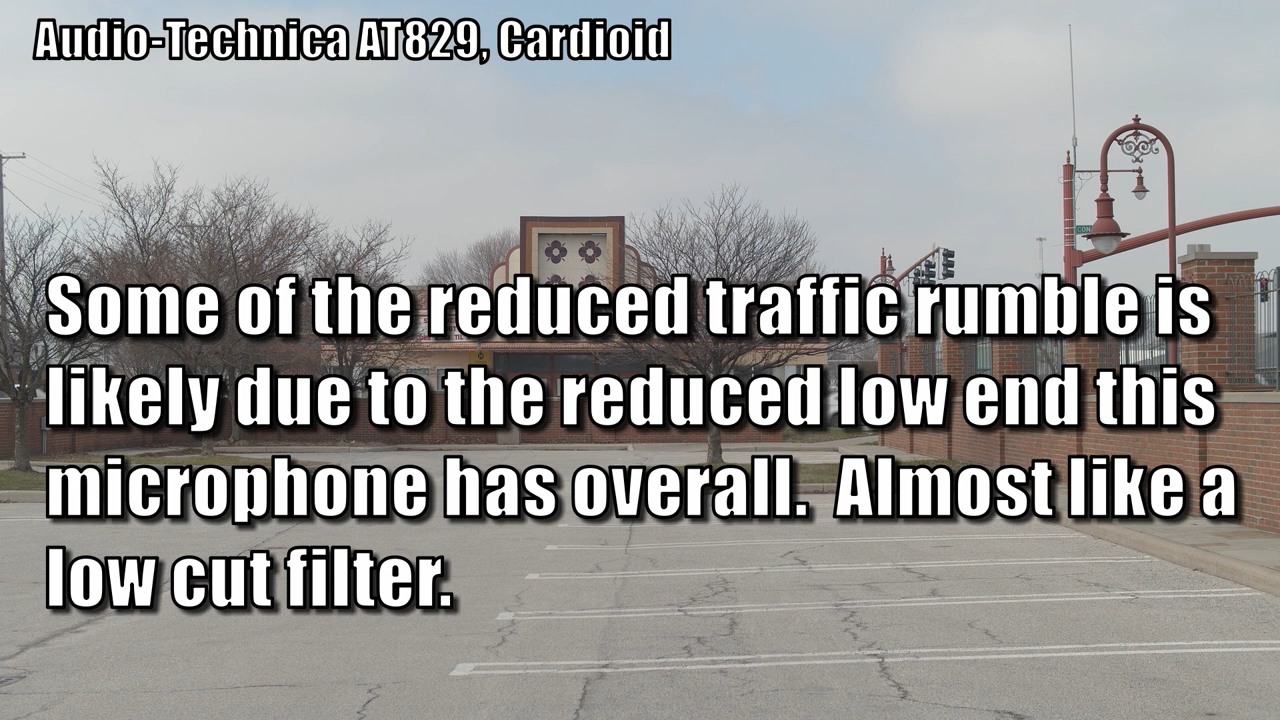 Audio-Technica AT829, Cardioid
CON
Some of the reduced traffic rumble is
likely due to the reduced low end this
microphone has overall.  Almost like a
low cut filter.